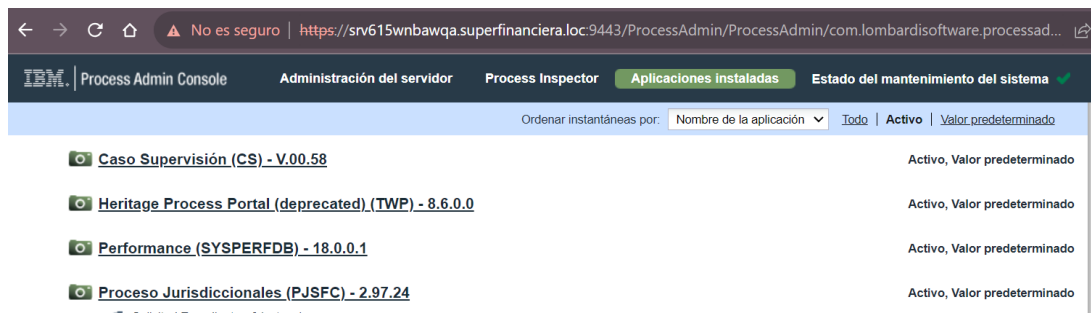 No es seguro | https://srv615wnbawqa.superfinanciera.loc:9443/ProcessAdmin/ProcessAdmin/com.lombardisoftware.processad...
IBM. Process Admin Console Administración del servidor Process Inspector Aplicaciones instaladas Estado del mantenimiento del sistema
Ordenar instantáneas por: Nombre de la aplicación Todo | Activo | Valor predeterminado
Caso Supervisión (CS) - V.00.58 Activo, Valor predeterminado
Heritage Process Portal (deprecated) (TWP) - 8.6.0.0 Activo, Valor predeterminado
Performance (SYSPERFDB) - 18.0.0.1 Activo, Valor predeterminado
Proceso Jurisdiccionales (PJSFC) - 2.97.24 Activo, Valor predeterminado